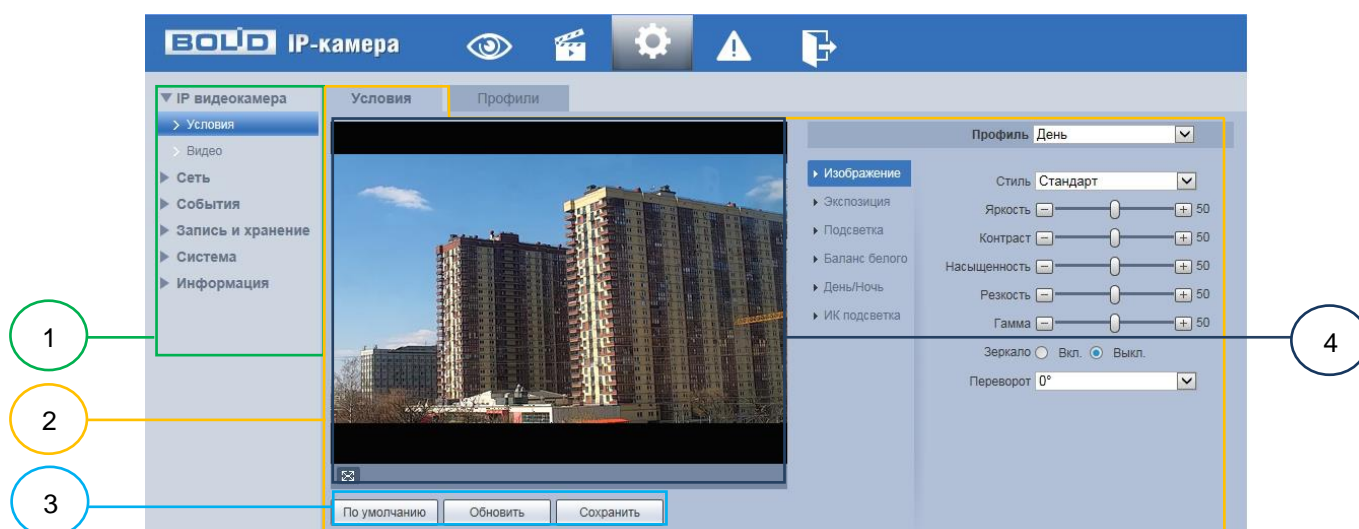 BOLID IP-камера
IP видеокамера
Условия
Видео
Сеть
События
Запись и хранение
Система
Информация
Условия Профили
Профиль День
Изображение
Экспозиция
Подсветка
Баланс белого
День/Ночь
ИК подсветка
Стиль Стандарт
Яркость 50
Контраст 50
Насыщенность 50
Резкость 50
Гамма 50
Зеркало Вкл. Выкл.
Переворот 0°
По умолчанию Обновить Сохранить
1
2
3
4